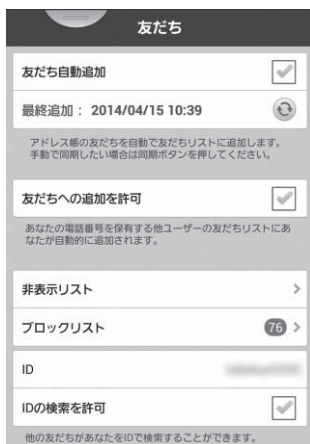 友だち
友だち自動追加
最終追加： 2014/04/15 10:39
アドレス帳の友だちを自動で友だちリストに追加します。
手動で同期したい場合は同期ボタンを押してください。
友だちへの追加を許可
あなたの電話番号を保有する他ユーザーの友だちリストにあ
なたが自動的に追加されます。
非表示リスト
ブロックリスト 76
ID
IDの検索を許可
他の友だちがあなたをIDで検索することができます。